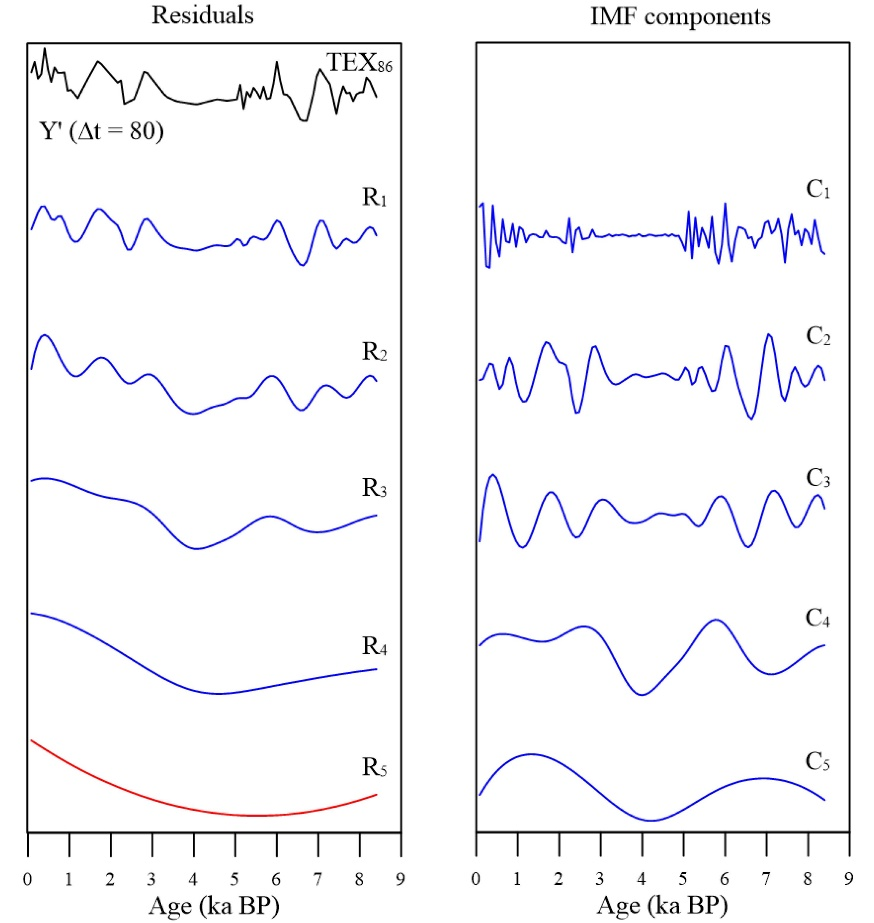 Residuals
TEX₈₆
Y' (Δt = 80)
R₁
R₂
R₃
R₄
R₅
0 1 2 3 4 5 6 7 8 9
Age (ka BP)
IMF components
C₁
C₂
C₃
C₄
C₅
0 1 2 3 4 5 6 7 8 9
Age (ka BP)